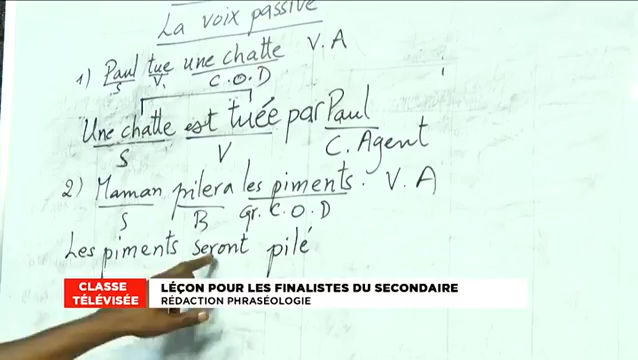 La voix passive
1) Paul tue une chatte V.A
S V. C.O.D
Une chatte est tuée par Paul
S V C. Agent
2) Maman pilera les piments. V.A
S B Gr. C.O.D
Les piments seront pilé
CLASSE TÉLÉVISÉE
LÉÇON POUR LES FINALISTES DU SECONDAIRE
RÉDACTION PHRASÉOLOGIE